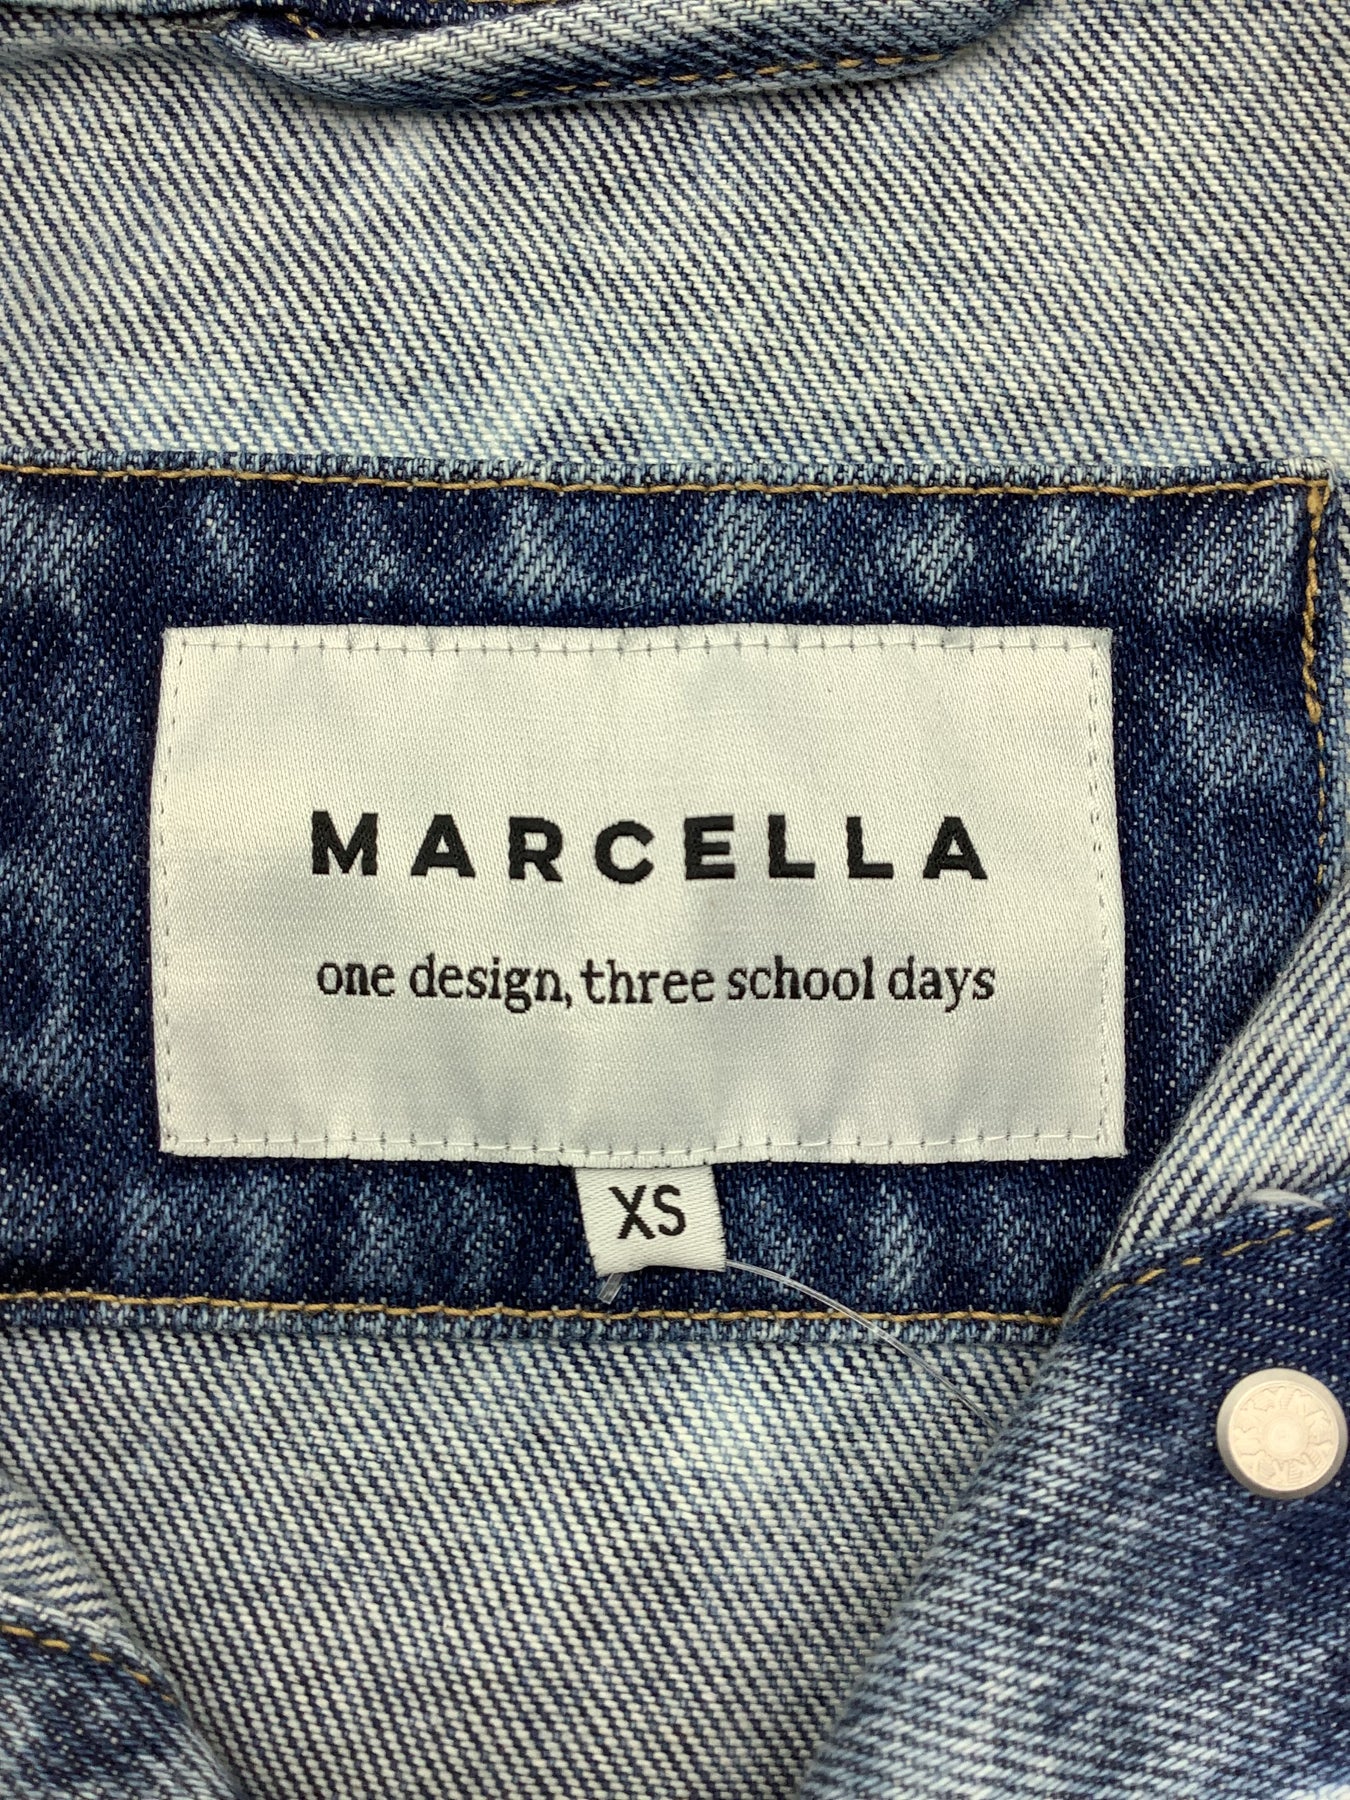 MARCELLA
one design, three school days
XS